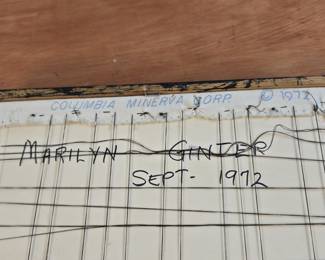 COLUMBIA MINERVA CORP. © 1972
MARILYN GINTER
SEPT- 1972